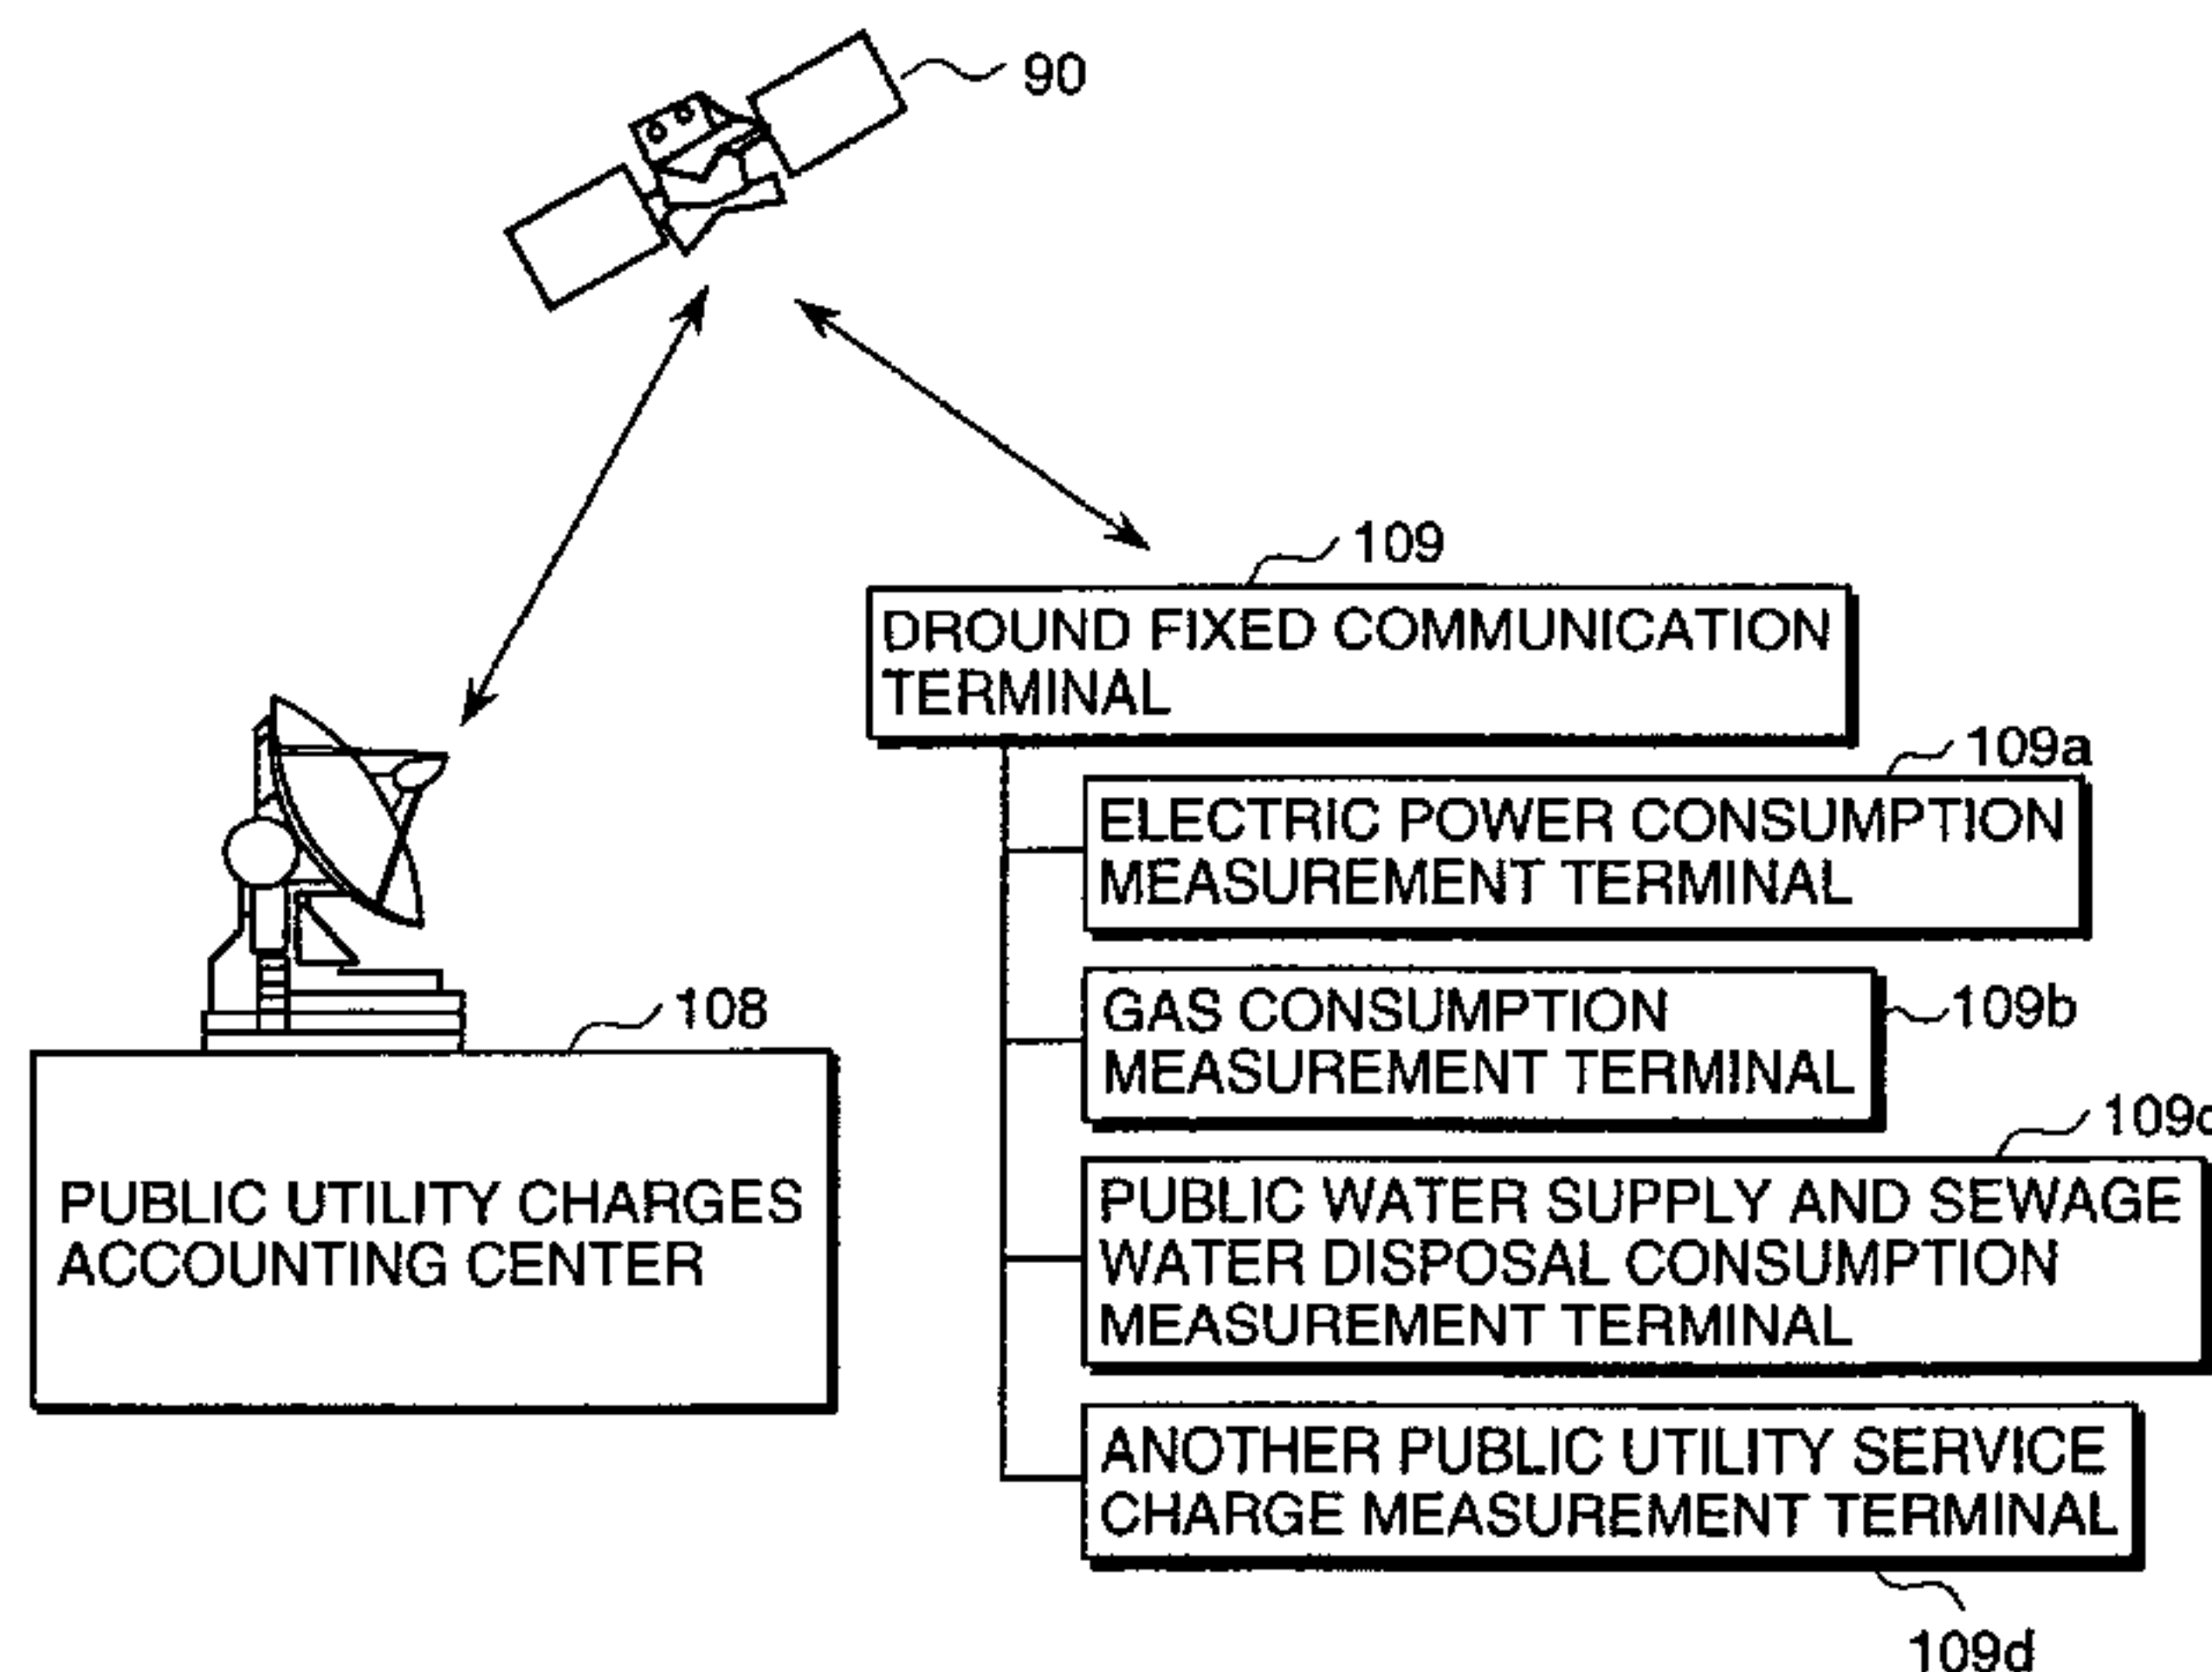 90
109
DROUND FIXED COMMUNICATION
TERMINAL
109a
ELECTRIC POWER CONSUMPTION
MEASUREMENT TERMINAL
108
GAS CONSUMPTION
MEASUREMENT TERMINAL
109b
PUBLIC UTILITY CHARGES
ACCOUNTING CENTER
PUBLIC WATER SUPPLY AND SEWAGE
WATER DISPOSAL CONSUMPTION
MEASUREMENT TERMINAL
ANOTHER PUBLIC UTILITY SERVICE
CHARGE MEASUREMENT TERMINAL
109d